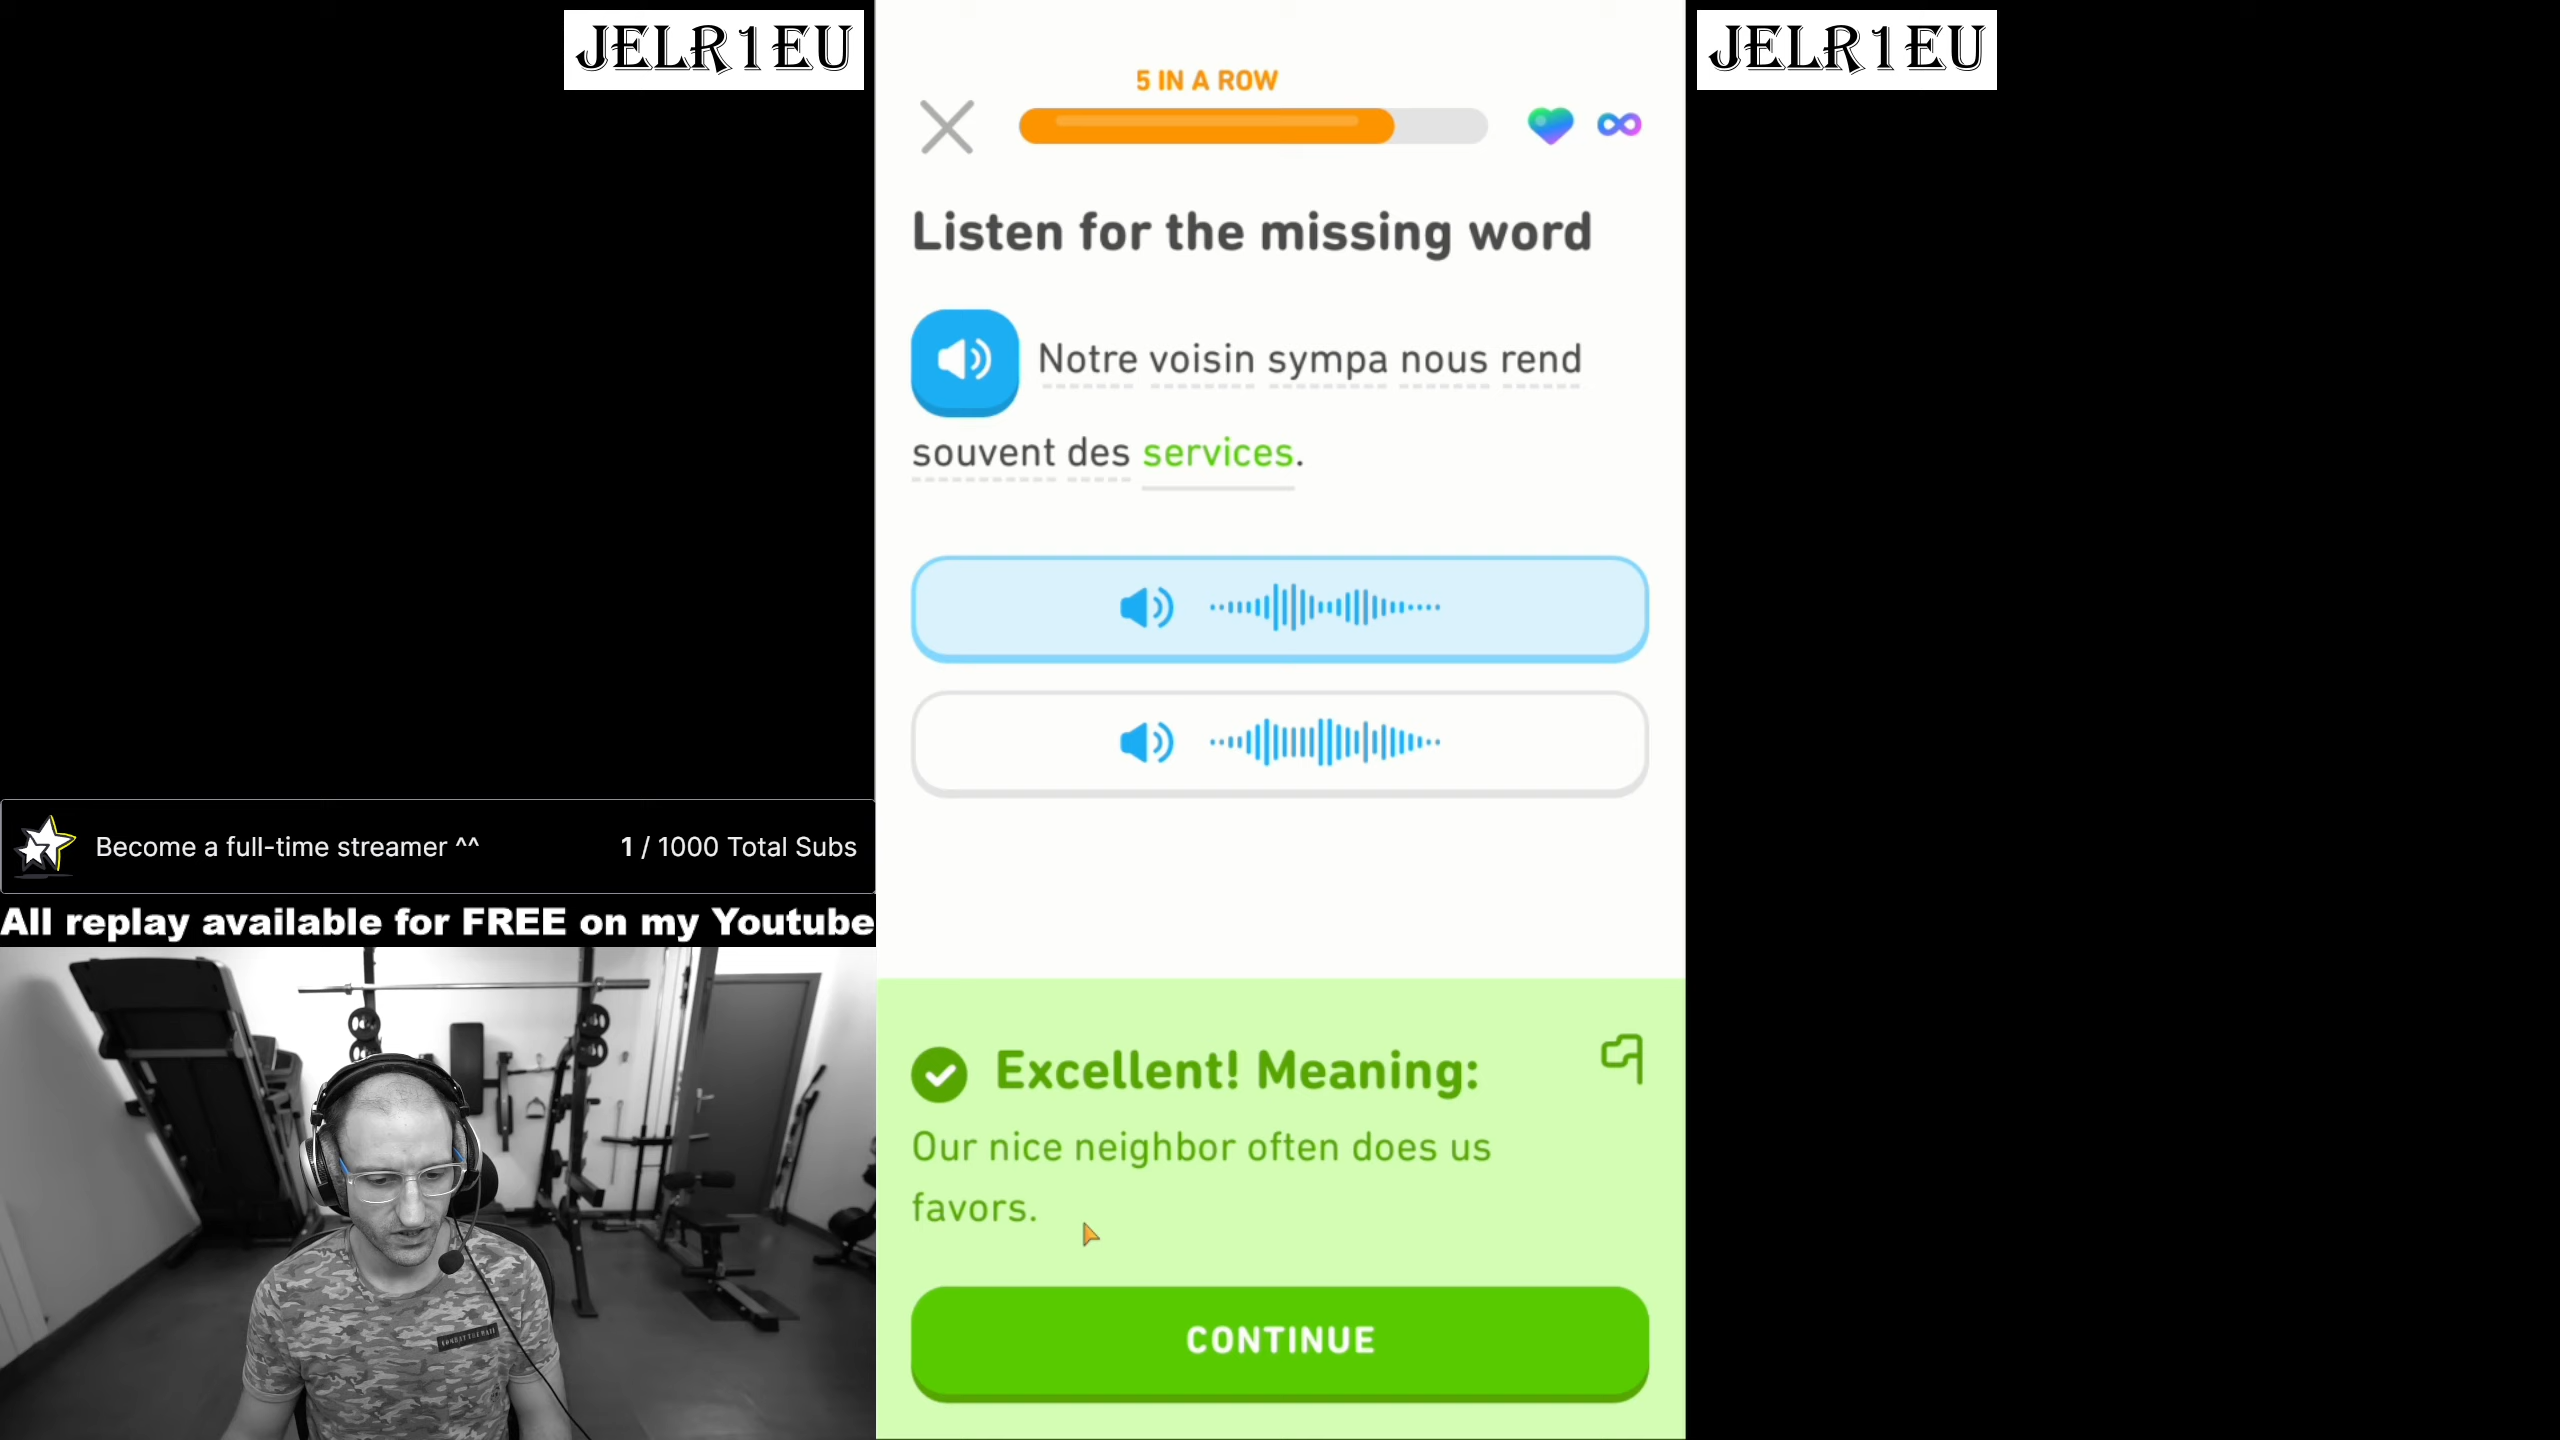 JELR1EU
JELR1EU
5 IN A ROW
Listen for the missing word
Notre voisin sympa nous rend
souvent des services.
Become a full-time streamer ^^ 1 / 1000 Total Subs
All replay available for FREE on my Youtube
Excellent! Meaning:
Our nice neighbor often does us
favors.
CONTINUE